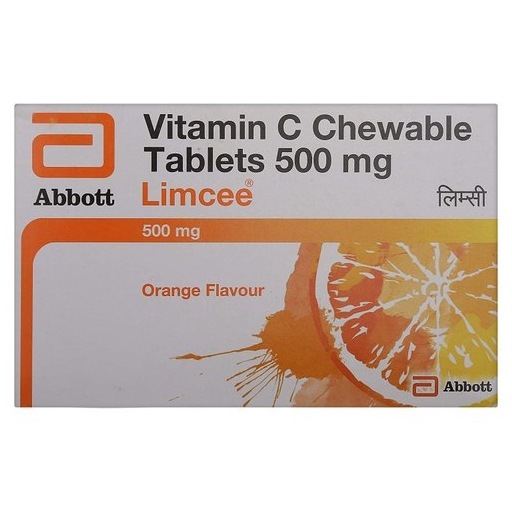 Vitamin C Chewable
Tablets 500 mg
Abbott
Limcee®
लिम्सी
500 mg
Orange Flavour
Abbott